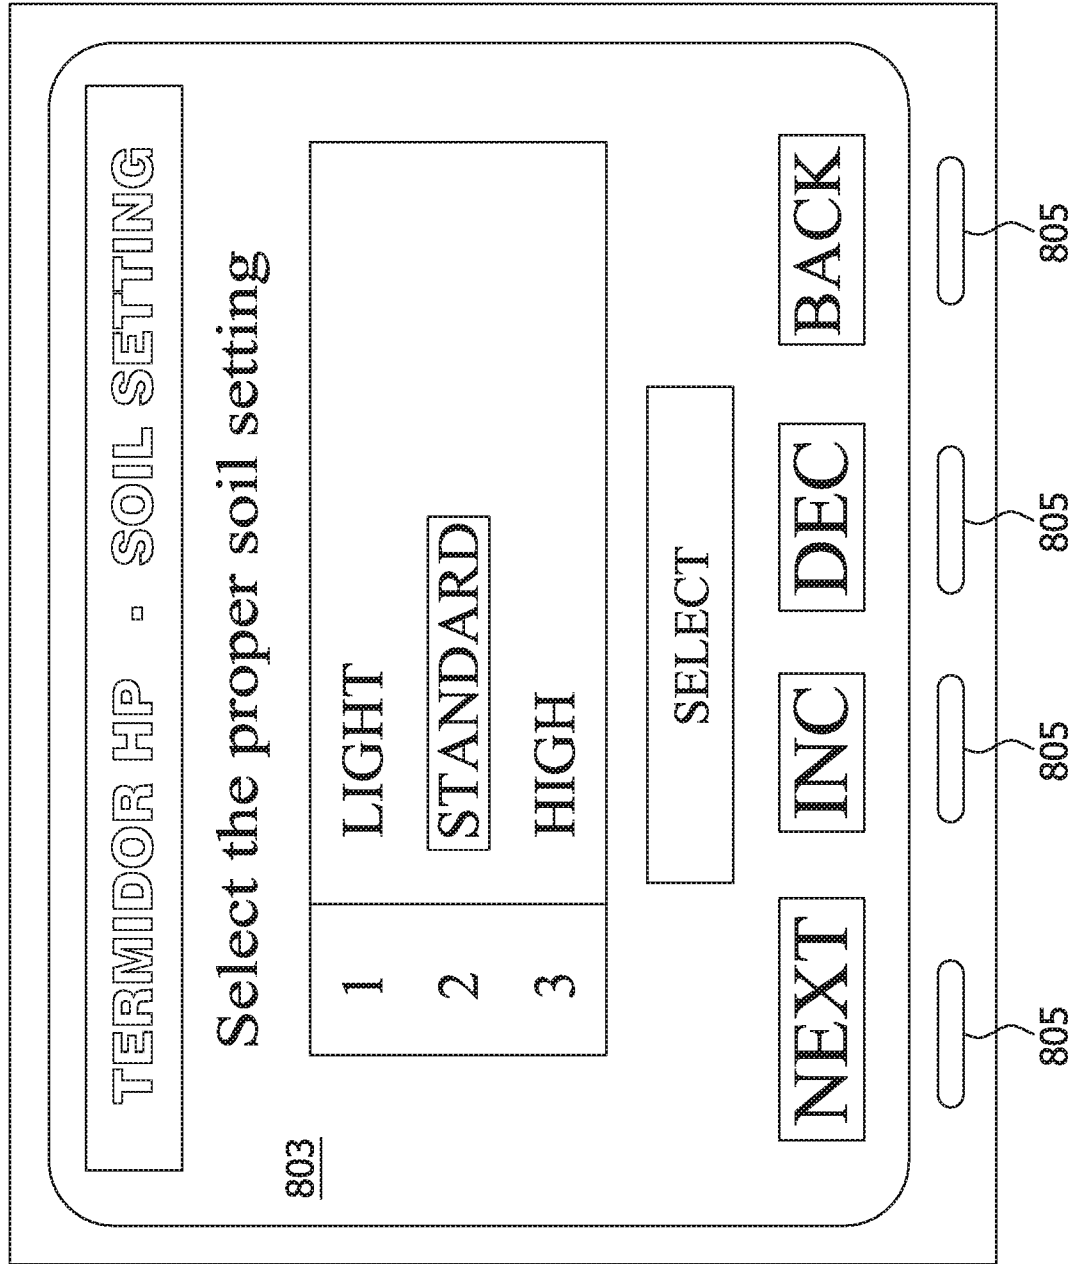 TERMIDOR HP - SOIL SETTING
Select the proper soil setting
803
1 LIGHT
2 STANDARD
3 HIGH
SELECT
NEXT INC DEC BACK
805 805 805 805